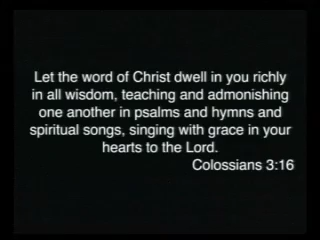 Let the word of Christ dwell in you richly
in all wisdom, teaching and admonishing
one another in psalms and hymns and
spiritual songs, singing with grace in your
hearts to the Lord.
Colossians 3:16